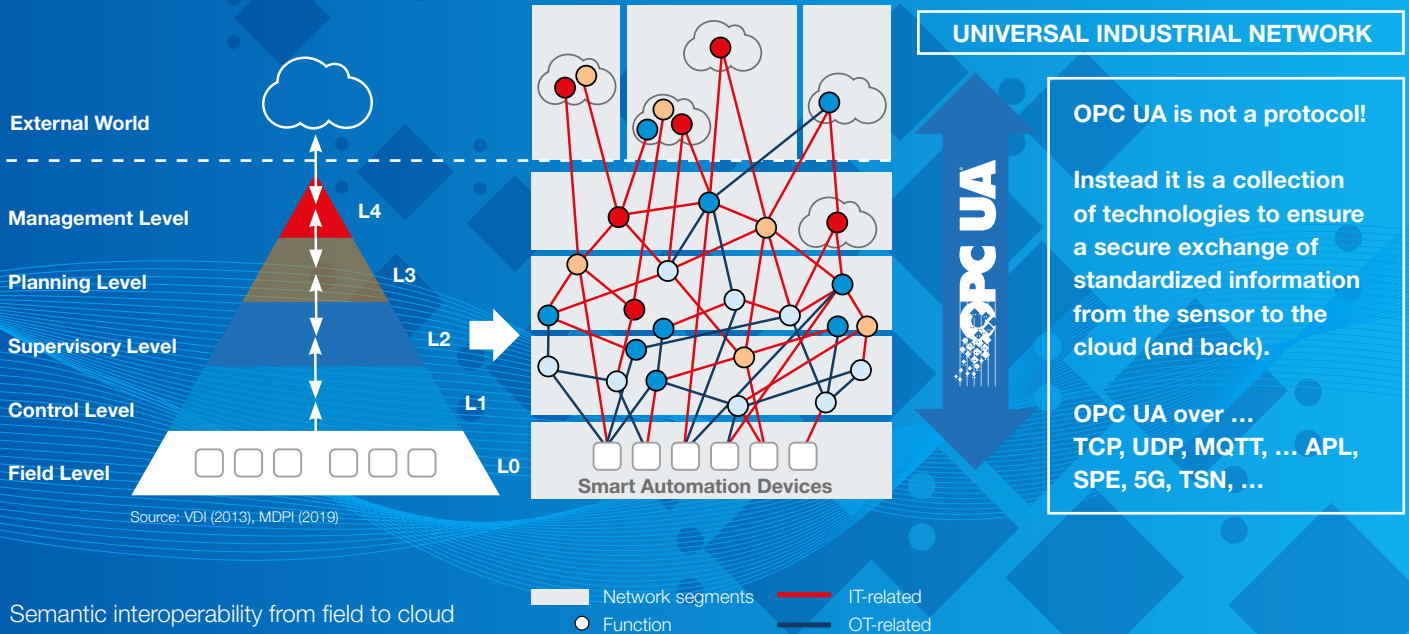 External World
Management Level
Planning Level
Supervisory Level
Control Level
Field Level
L4
L3
L2
L1
L0
Source: VDI (2013), MDPI (2019)
Semantic interoperability from field to cloud
Smart Automation Devices
Network segments
Function
IT-related
OT-related
OPC UA
UNIVERSAL INDUSTRIAL NETWORK
OPC UA is not a protocol!
Instead it is a collection
of technologies to ensure
a secure exchange of
standardized information
from the sensor to the
cloud (and back).
OPC UA over …
TCP, UDP, MQTT, … APL,
SPE, 5G, TSN, …